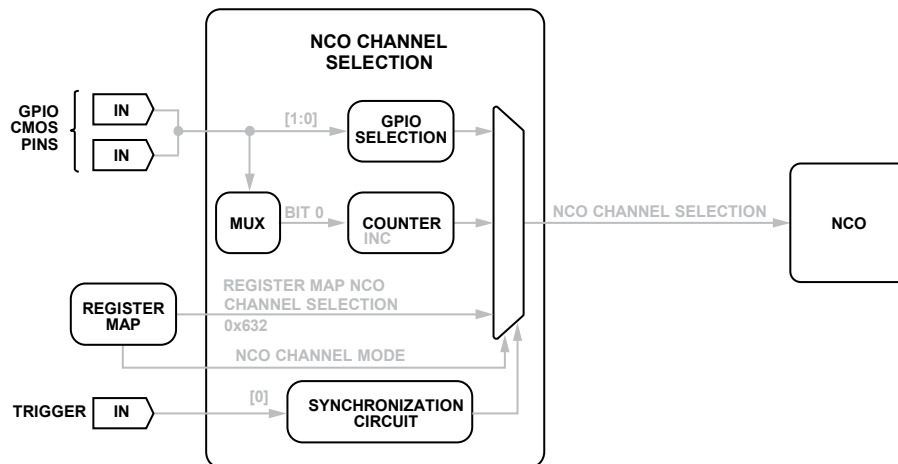 NCO CHANNEL
SELECTION
GPIO
CMOS
PINS
IN
IN
[1:0]
GPIO
SELECTION
MUX
BIT 0
COUNTER
INC
NCO CHANNEL SELECTION
NCO
REGISTER
MAP
REGISTER MAP NCO
CHANNEL SELECTION
0x632
NCO CHANNEL MODE
TRIGGER
IN
[0]
SYNCHRONIZATION
CIRCUIT